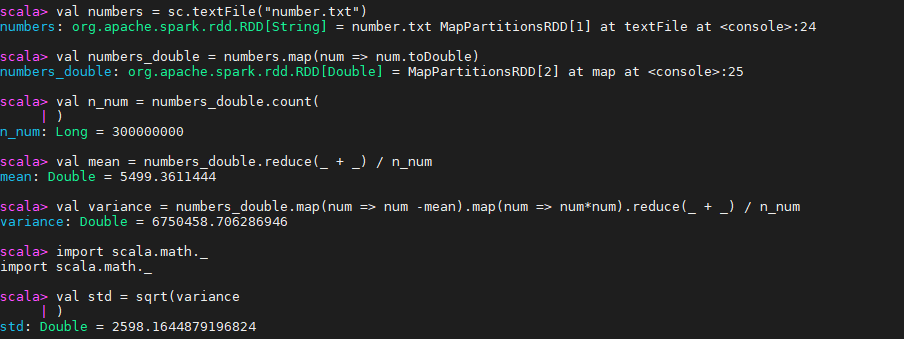 scala> val numbers = sc.textFile("number.txt")
numbers: org.apache.spark.rdd.RDD[String] = number.txt MapPartitionsRDD[1] at textFile at <console>:24
scala> val numbers_double = numbers.map(num => num.toDouble)
numbers_double: org.apache.spark.rdd.RDD[Double] = MapPartitionsRDD[2] at map at <console>:25
scala> val n_num = numbers_double.count(
| )
n_num: Long = 300000000
scala> val mean = numbers_double.reduce(_ + _) / n_num
mean: Double = 5499.3611444
scala> val variance = numbers_double.map(num => num -mean).map(num => num*num).reduce(_ + _) / n_num
variance: Double = 6750458.706286946
scala> import scala.math._
import scala.math._
scala> val std = sqrt(variance
| )
std: Double = 2598.1644879196824